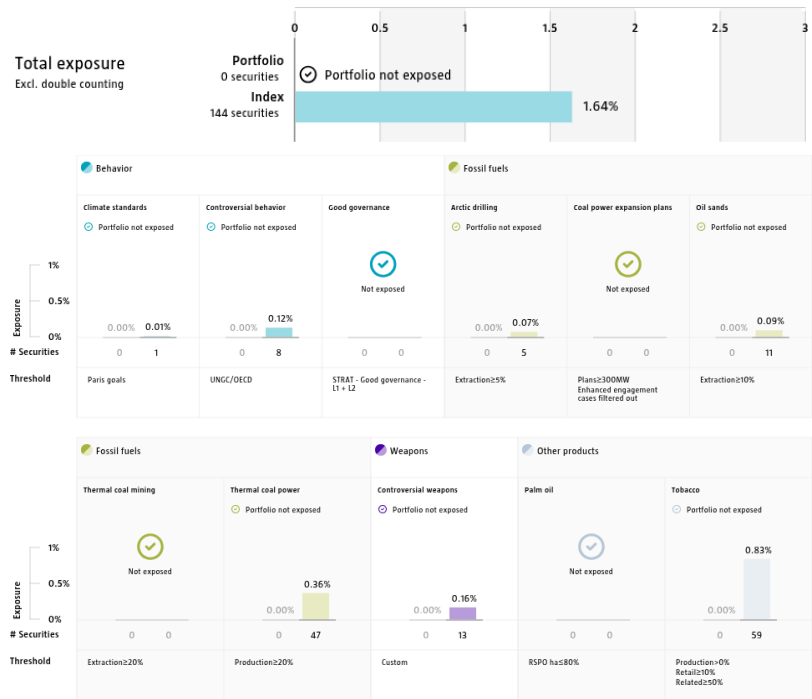 0 0.5 1 1.5 2 2.5 3
Total exposure
Excl. double counting
Portfolio
0 securities
Portfolio not exposed
Index
144 securities
1.64%
Behavior
Fossil fuels
Climate standards
Controversial behavior
Good governance
Arctic drilling
Coal power expansion plans
Oil sands
Portfolio not exposed
Portfolio not exposed
Portfolio not exposed
Portfolio not exposed
Not exposed
Not exposed
Exposure
1%
0.5%
0%
0.00% 0.01%
0.00% 0.12%
0.00% 0.07%
0.00% 0.09%
# Securities
0 1
0 8
0 0
0 5
0 0
0 11
Threshold
Paris goals
UNGC/OECD
STRAT - Good governance -
L1 + L2
Extraction≥5%
Plans≥300MW
Enhanced engagement
cases filtered out
Extraction≥10%
Fossil fuels
Weapons
Other products
Thermal coal mining
Thermal coal power
Controversial weapons
Palm oil
Tobacco
Portfolio not exposed
Portfolio not exposed
Portfolio not exposed
Not exposed
Not exposed
Exposure
1%
0.5%
0%
0.00% 0.36%
0.00% 0.16%
0.00% 0.83%
# Securities
0 0
0 47
0 13
0 0
0 59
Threshold
Extraction≥20%
Production≥20%
Custom
RSPO ha≤80%
Production>0%
Retail≥10%
Related≥50%